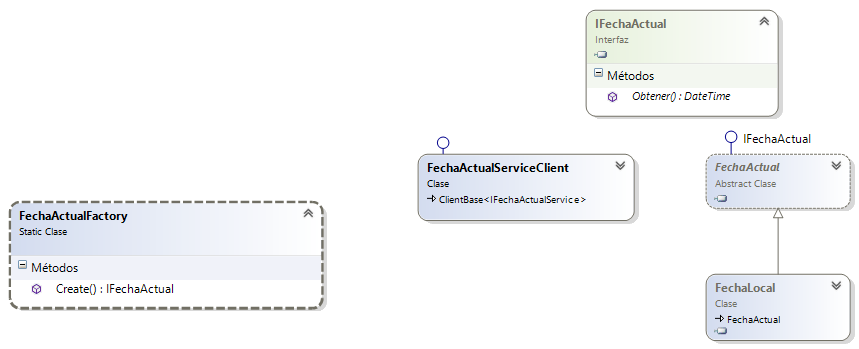 IFechaActual
Interfaz
Métodos
Obtener() : DateTime
IFechaActual
FechaActualServiceClient
Clase
ClientBase<IFechaActualService>
FechaActual
Abstract Clase
FechaActualFactory
Static Clase
Métodos
Create() : IFechaActual
FechaLocal
Clase
FechaActual